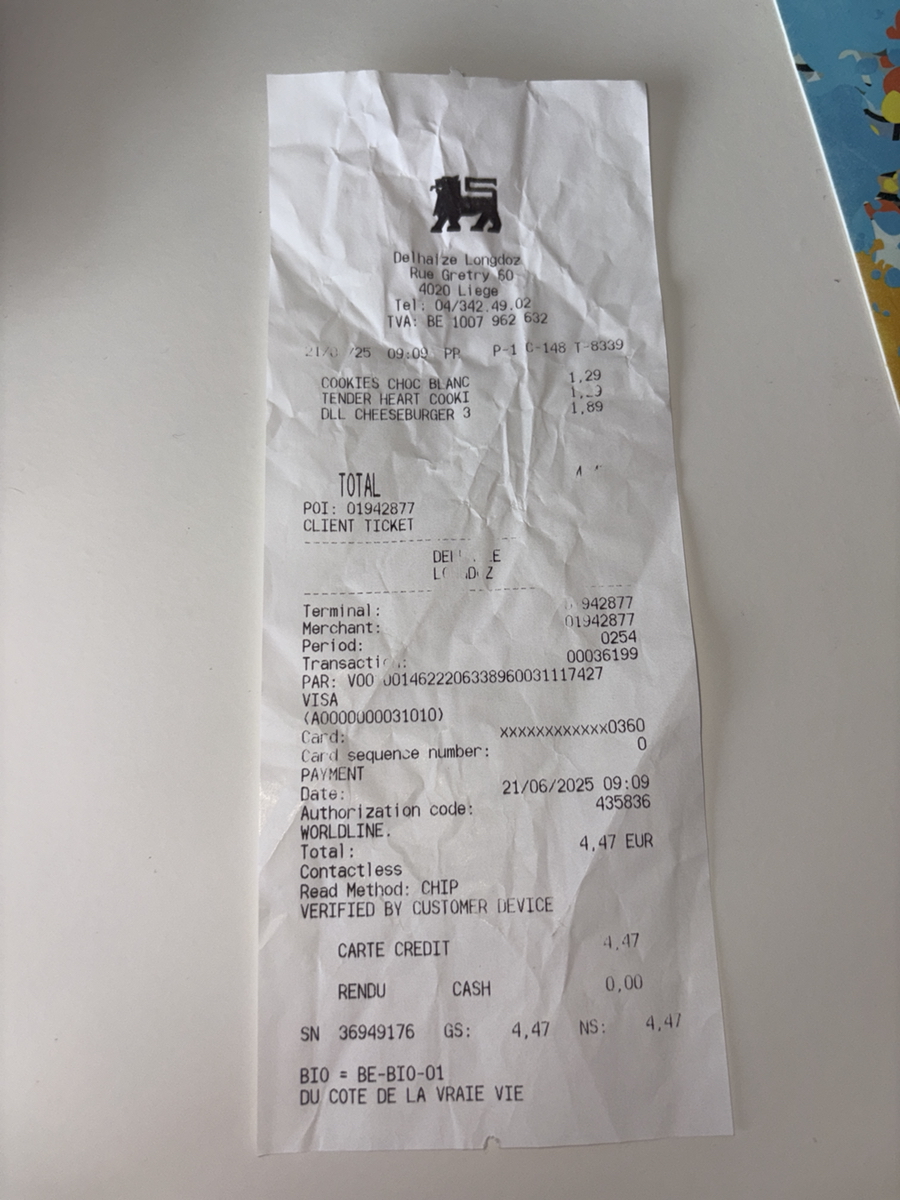 Delhaize Longdoz
Rue Gretry 60
4020 Liege
Tel: 04/342.49.02
TVA: BE 1007 962 632
/25 09:09 PR P-1 C-148 T-8339
COOKIES CHOC BLANC 1,29
TENDER HEART COOKI
DLL CHEESEBURGER 3 1,89
TOTAL
POI: 01942877
CLIENT TICKET
Terminal: 942877
Merchant: 01942877
Period: 0254
Transaction: 00036199
PAR: V00 0014622206338960031117427
VISA
(A0000000031010)
Card: xxxxxxxxxxxx0360
Card sequence number: 0
PAYMENT
Date: 21/06/2025 09:09
Authorization code: 435836
WORLDLINE.
Total: 4,47 EUR
Contactless
Read Method: CHIP
VERIFIED BY CUSTOMER DEVICE
CARTE CREDIT 4,47
RENDU CASH 0,00
SN 36949176 GS: 4,47 NS: 4,47
BIO = BE-BIO-01
DU COTE DE LA VRAIE VIE